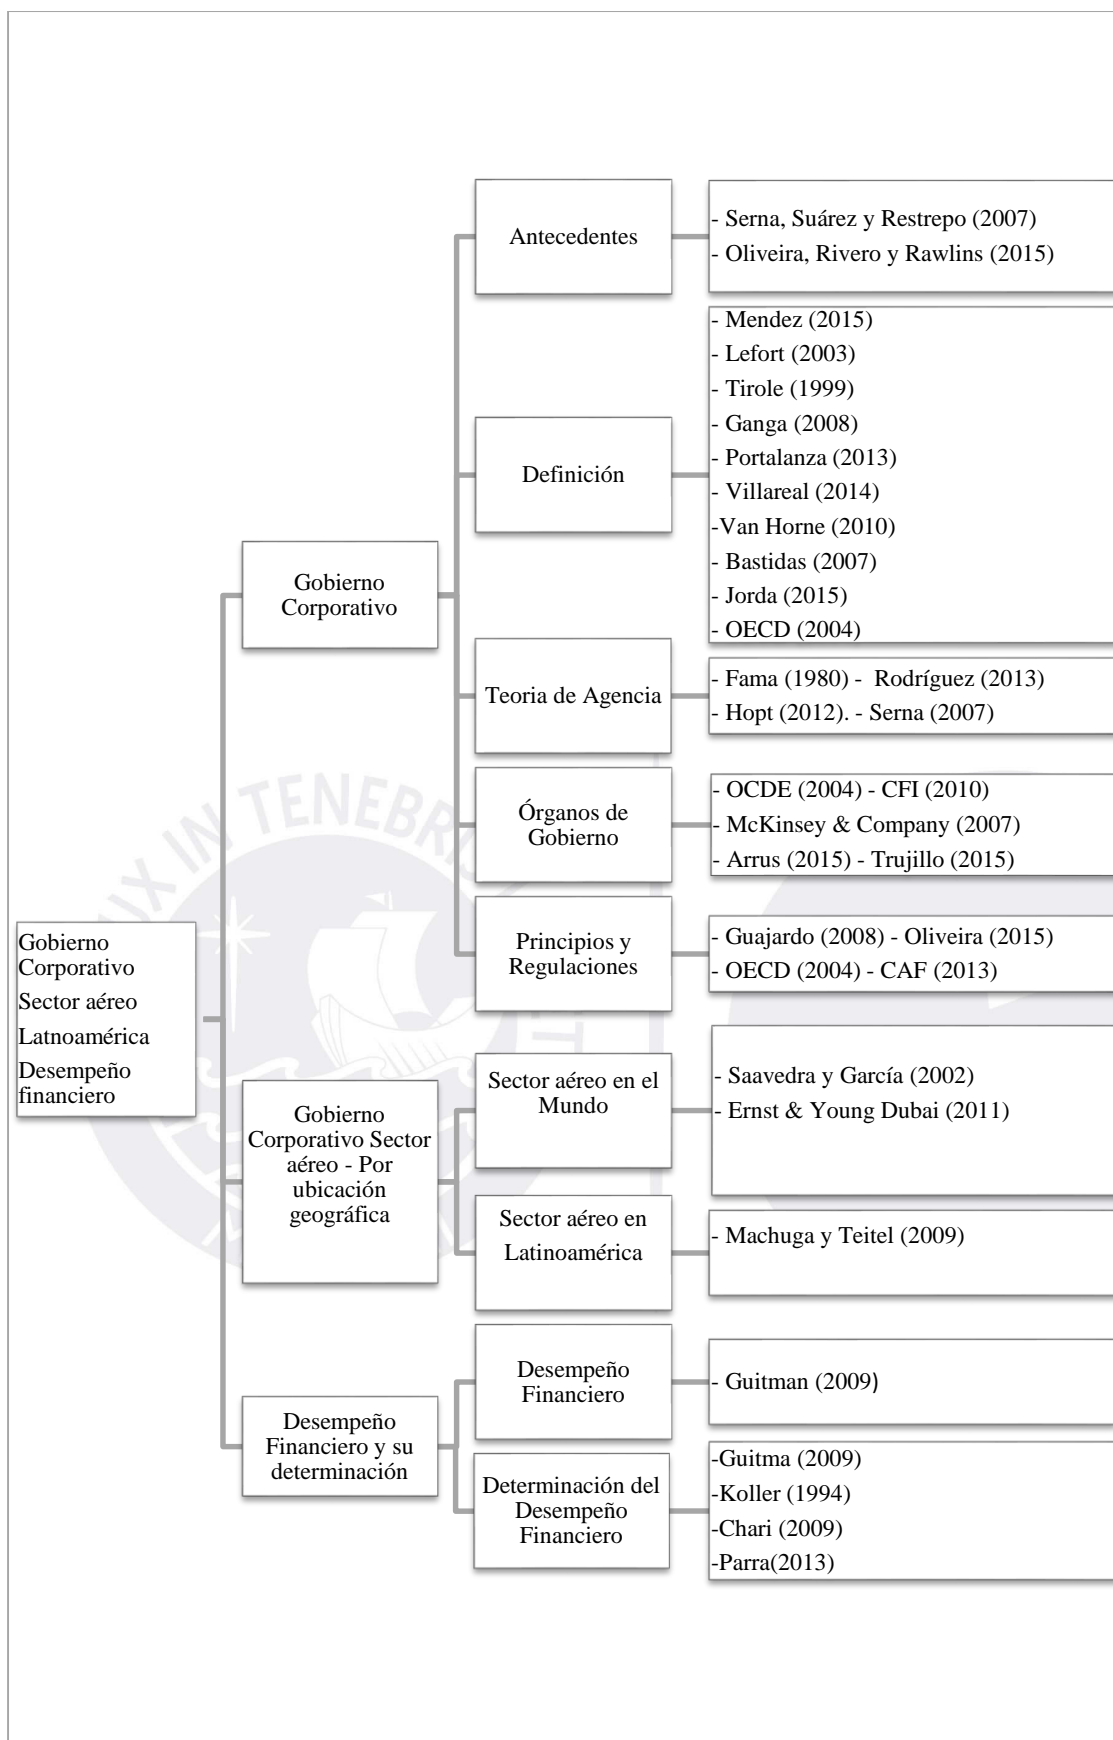 Antecedentes
- Serna, Suárez y Restrepo (2007)
- Oliveira, Rivero y Rawlins (2015)
- Mendez (2015)
- Lefort (2003)
- Tirole (1999)
- Ganga (2008)
Definición
- Portalanza (2013)
- Villareal (2014)
-Van Horne (2010)
- Bastidas (2007)
- Jorda (2015)
- OECD (2004)
Gobierno
Corporativo
Teoria de Agencia
- Fama (1980) -  Rodríguez (2013)
- Hopt (2012). - Serna (2007)
Órganos de
Gobierno
- OCDE (2004) - CFI (2010)
- McKinsey & Company (2007)
- Arrus (2015) - Trujillo (2015)
Principios y
Regulaciones
- Guajardo (2008) - Oliveira (2015)
- OECD (2004) - CAF (2013)
Gobierno
Corporativo
Sector aéreo
Latnoamérica
Desempeño
financiero
Gobierno
Corporativo Sector
aéreo - Por
ubicación
geográfica
Sector aéreo en el
Mundo
- Saavedra y García (2002)
- Ernst & Young Dubai (2011)
Sector aéreo en
Latinoamérica
- Machuga y Teitel (2009)
Desempeño
Financiero y su
determinación
Desempeño
Financiero
- Guitman (2009)
Determinación del
Desempeño
Financiero
-Guitma (2009)
-Koller (1994)
-Chari (2009)
-Parra(2013)
LUX IN TENEBRIS